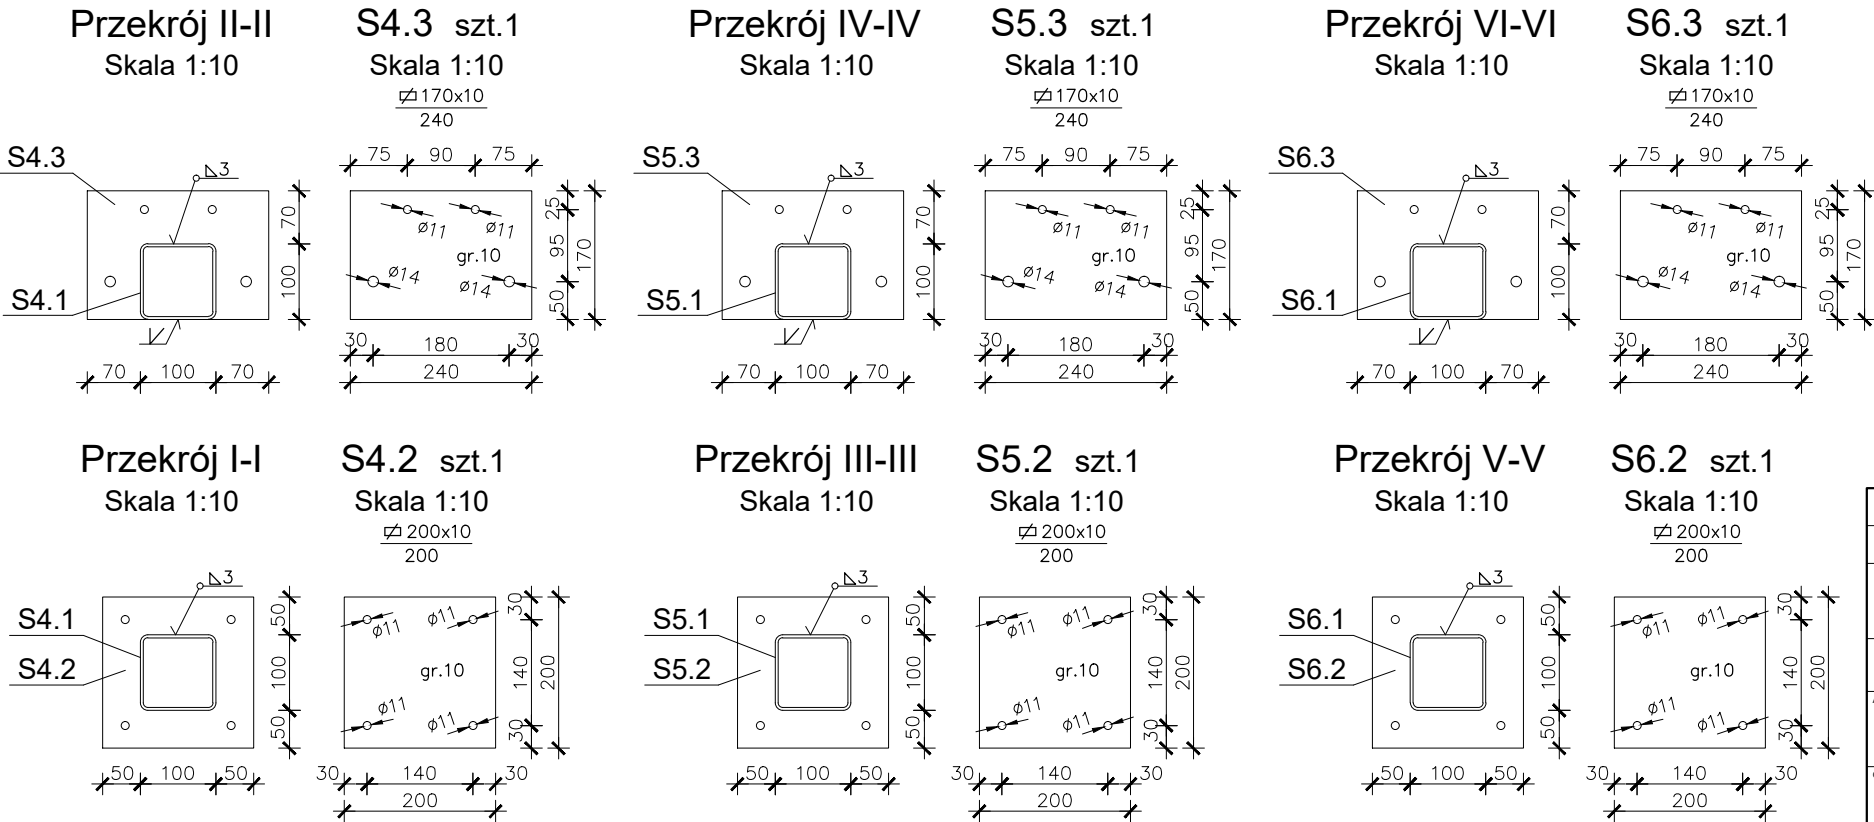 Przekrój II-II
Skala 1:10
S4.3
3
S4.1
70
100
70 100 70
S4.3 szt.1
Skala 1:10
170x10
240
75 90 75
ø11 ø11
gr.10
ø14 ø14
25
95
50
170
30 180 30
240
Przekrój IV-IV
Skala 1:10
S5.3
3
S5.1
70
100
70 100 70
S5.3 szt.1
Skala 1:10
170x10
240
75 90 75
ø11 ø11
gr.10
ø14 ø14
25
95
50
170
30 180 30
240
Przekrój VI-VI
Skala 1:10
S6.3
3
S6.1
70
100
70 100 70
S6.3 szt.1
Skala 1:10
170x10
240
75 90 75
ø11 ø11
gr.10
ø14 ø14
25
95
50
170
30 180 30
240
Przekrój I-I
Skala 1:10
3
S4.1
S4.2
50
100
50
50 100 50
S4.2 szt.1
Skala 1:10
200x10
200
ø11 ø11
gr.10
ø11 ø11
30
140
30
200
30 140 30
200
Przekrój III-III
Skala 1:10
3
S5.1
S5.2
50
100
50
50 100 50
S5.2 szt.1
Skala 1:10
200x10
200
ø11 ø11
gr.10
ø11 ø11
30
140
30
200
30 140 30
200
Przekrój V-V
Skala 1:10
3
S6.1
S6.2
50
100
50
50 100 50
S6.2 szt.1
Skala 1:10
200x10
200
ø11 ø11
gr.10
ø11 ø11
30
140
30
200
30 140 30
200